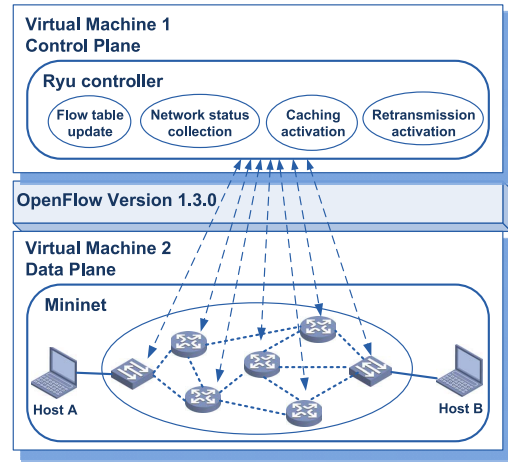 Virtual Machine 1
Control Plane
Ryu controller
Flow table
update
Network status
collection
Caching
activation
Retransmission
activation
OpenFlow Version 1.3.0
Virtual Machine 2
Data Plane
Mininet
Host A
Host B